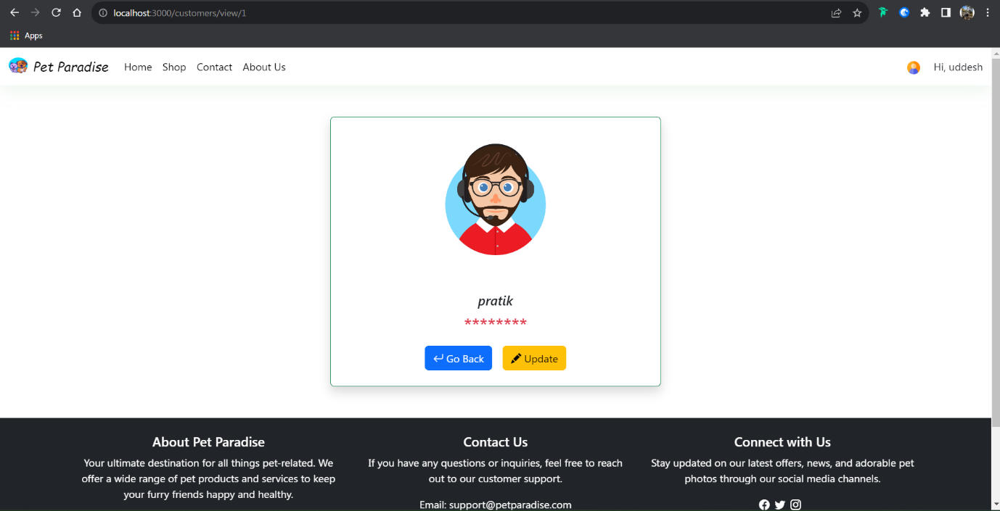 localhost:3000/customers/view/1
Apps
Pet Paradise Home Shop Contact About Us Hi, uddesh
pratik
********
Go Back Update
About Pet Paradise
Your ultimate destination for all things pet-related. We
offer a wide range of pet products and services to keep
your furry friends happy and healthy.
Contact Us
If you have any questions or inquiries, feel free to reach
out to our customer support.
Email: support@petparadise.com
Connect with Us
Stay updated on our latest offers, news, and adorable pet
photos through our social media channels.